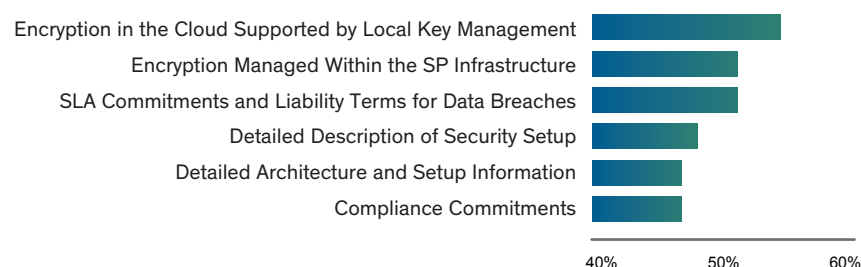 Encryption in the Cloud Supported by Local Key Management
Encryption Managed Within the SP Infrastructure
SLA Commitments and Liability Terms for Data Breaches
Detailed Description of Security Setup
Detailed Architecture and Setup Information
Compliance Commitments
40% 50% 60%